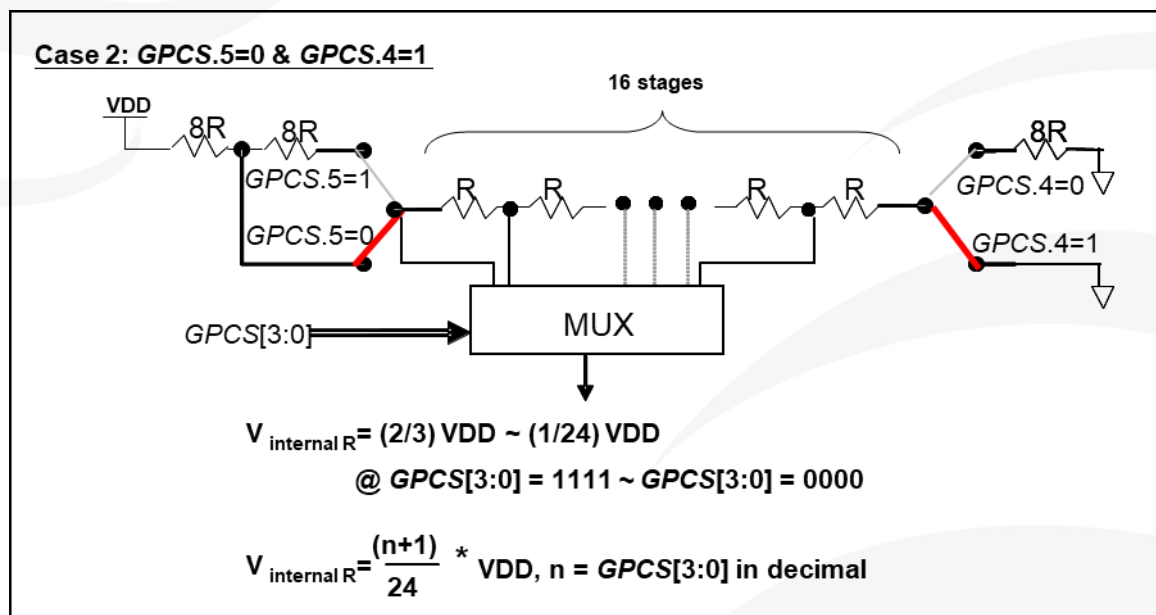 Case 2: GPCS.5=0 & GPCS.4=1
16 stages
VDD
8R 8R 8R
GPCS.5=1
R R R R
GPCS.4=0
GPCS.5=0
GPCS.4=1
MUX
GPCS[3:0]
V internal R = (2/3) VDD ~ (1/24) VDD
@ GPCS[3:0] = 1111 ~ GPCS[3:0] = 0000
V internal R = (n+1)/24 * VDD, n = GPCS[3:0] in decimal